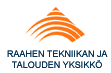 RAAHEN TEKNIIKAN JA
TALOUDEN YKSIKKÖ